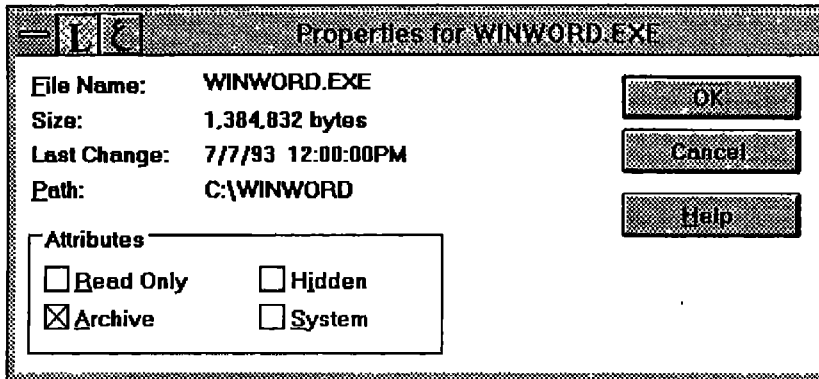 Properties for WINWORD.EXE
File Name: WINWORD.EXE
Size: 1,384,832 bytes
Last Change: 7/7/93 12:00:00PM
Path: C:\WINWORD
OK
Cancel
Help
Attributes
Read Only Hidden
Archive System